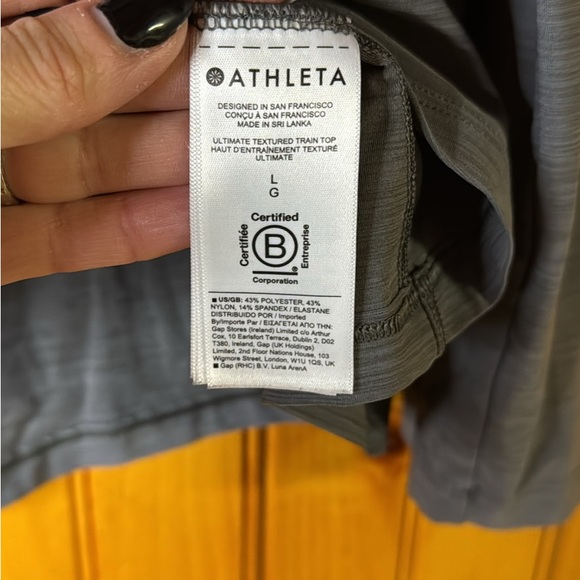 ATHLETA
DESIGNED IN SAN FRANCISCO
CONÇU À SAN FRANCISCO
MADE IN SRI LANKA
ULTIMATE TEXTURED TRAIN TOP
HAUT D'ENTRAÎNEMENT TEXTURÉ
ULTIMATE
L
G
Certified
Certifiée
B
Entreprise
Corporation
US/GB: 43% POLYESTER, 43%
NYLON, 14% SPANDEX / ELASTANE
DISTRIBUIDO POR / Imported
By/Importe Par / ΕΙΣΑΓΕΤΑΙ ΑΠΟ ΤΗΝ:
Gap Stores (Ireland) Limited c/o Arthur
Cox, 10 Earlsfort Terrace, Dublin 2, D02
T380, Ireland, Gap (UK Holdings)
Limited, 2nd Floor Nations House, 103
Wigmore Street, London, W1U 1QS, UK
Gap (RHC) B.V. Luna ArenA